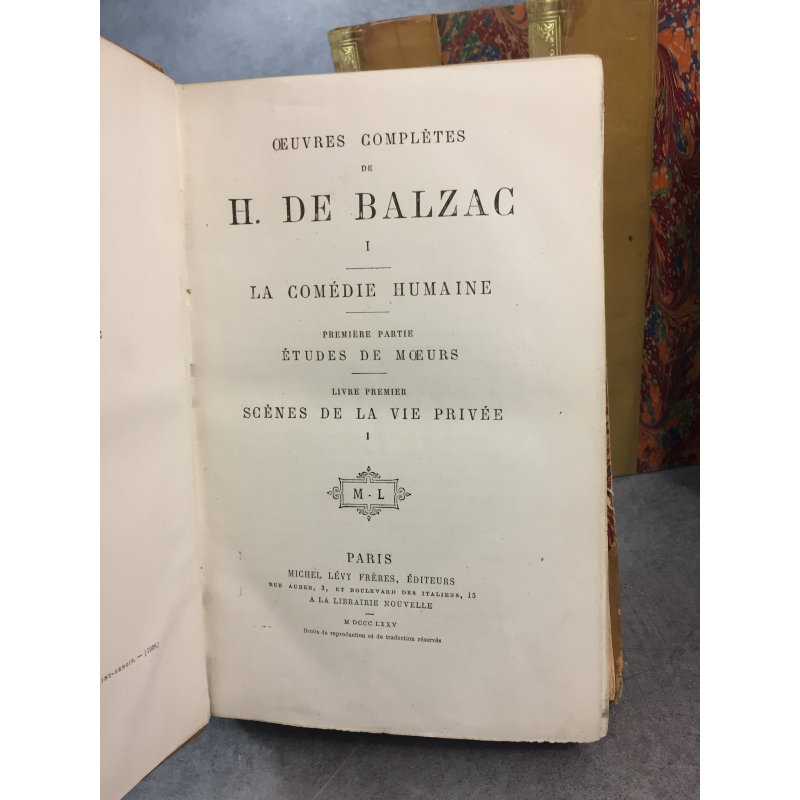 ŒUVRES COMPLÈTES
DE
H. DE BALZAC
I
LA COMÉDIE HUMAINE
PREMIÈRE PARTIE
ÉTUDES DE MŒURS
LIVRE PREMIER
SCÈNES DE LA VIE PRIVÉE
1
M - L
PARIS
MICHEL LÉVY FRÈRES, ÉDITEURS
RUE AUBER, 3, ET BOULEVARD DES ITALIENS, 15
A LA LIBRAIRIE NOUVELLE
M DCCC LXXV
Droits de reproduction et de traduction réservés